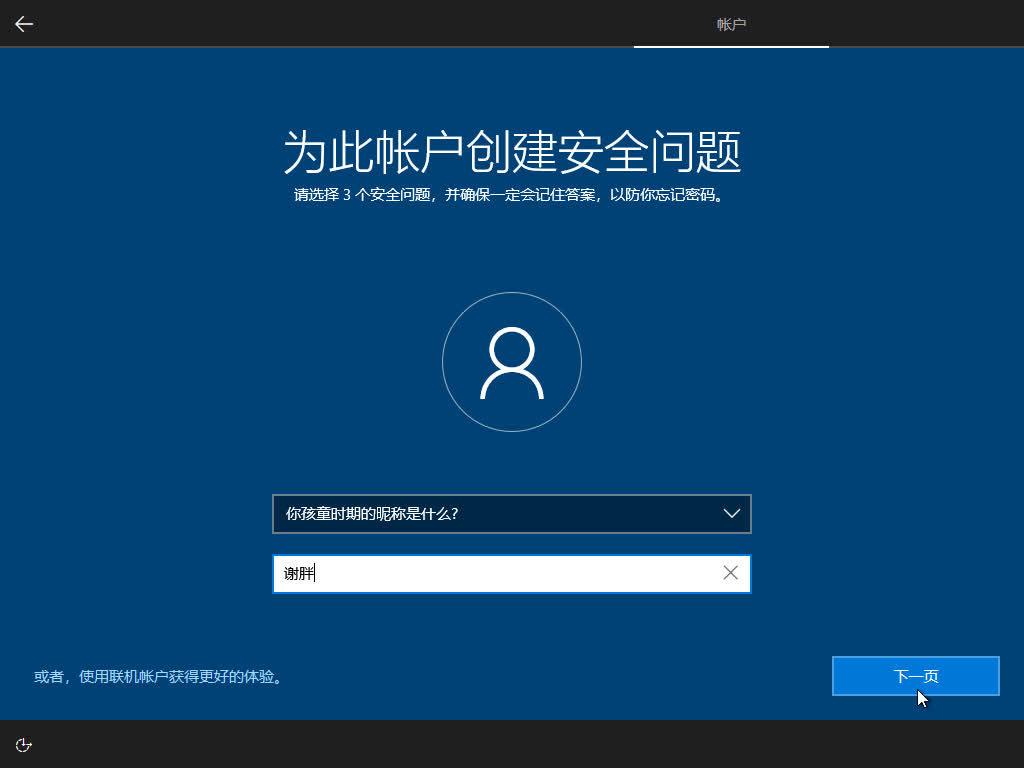 帐户
为此帐户创建安全问题
请选择 3 个安全问题，并确保一定会记住答案，以防你忘记密码。
你孩童时期的昵称是什么?
谢胖
或者，使用联机帐户获得更好的体验。
下一页